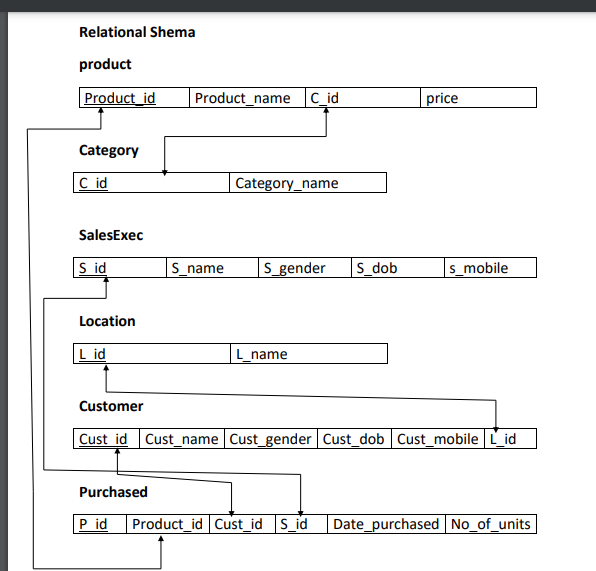 Relational Shema
product
Product_id Product_name C_id price
Category
C_id Category_name
SalesExec
S_id S_name S_gender S_dob s_mobile
Location
L_id L_name
Customer
Cust_id Cust_name Cust_gender Cust_dob Cust_mobile L_id
Purchased
P_id Product_id Cust_id S_id Date_purchased No_of_units